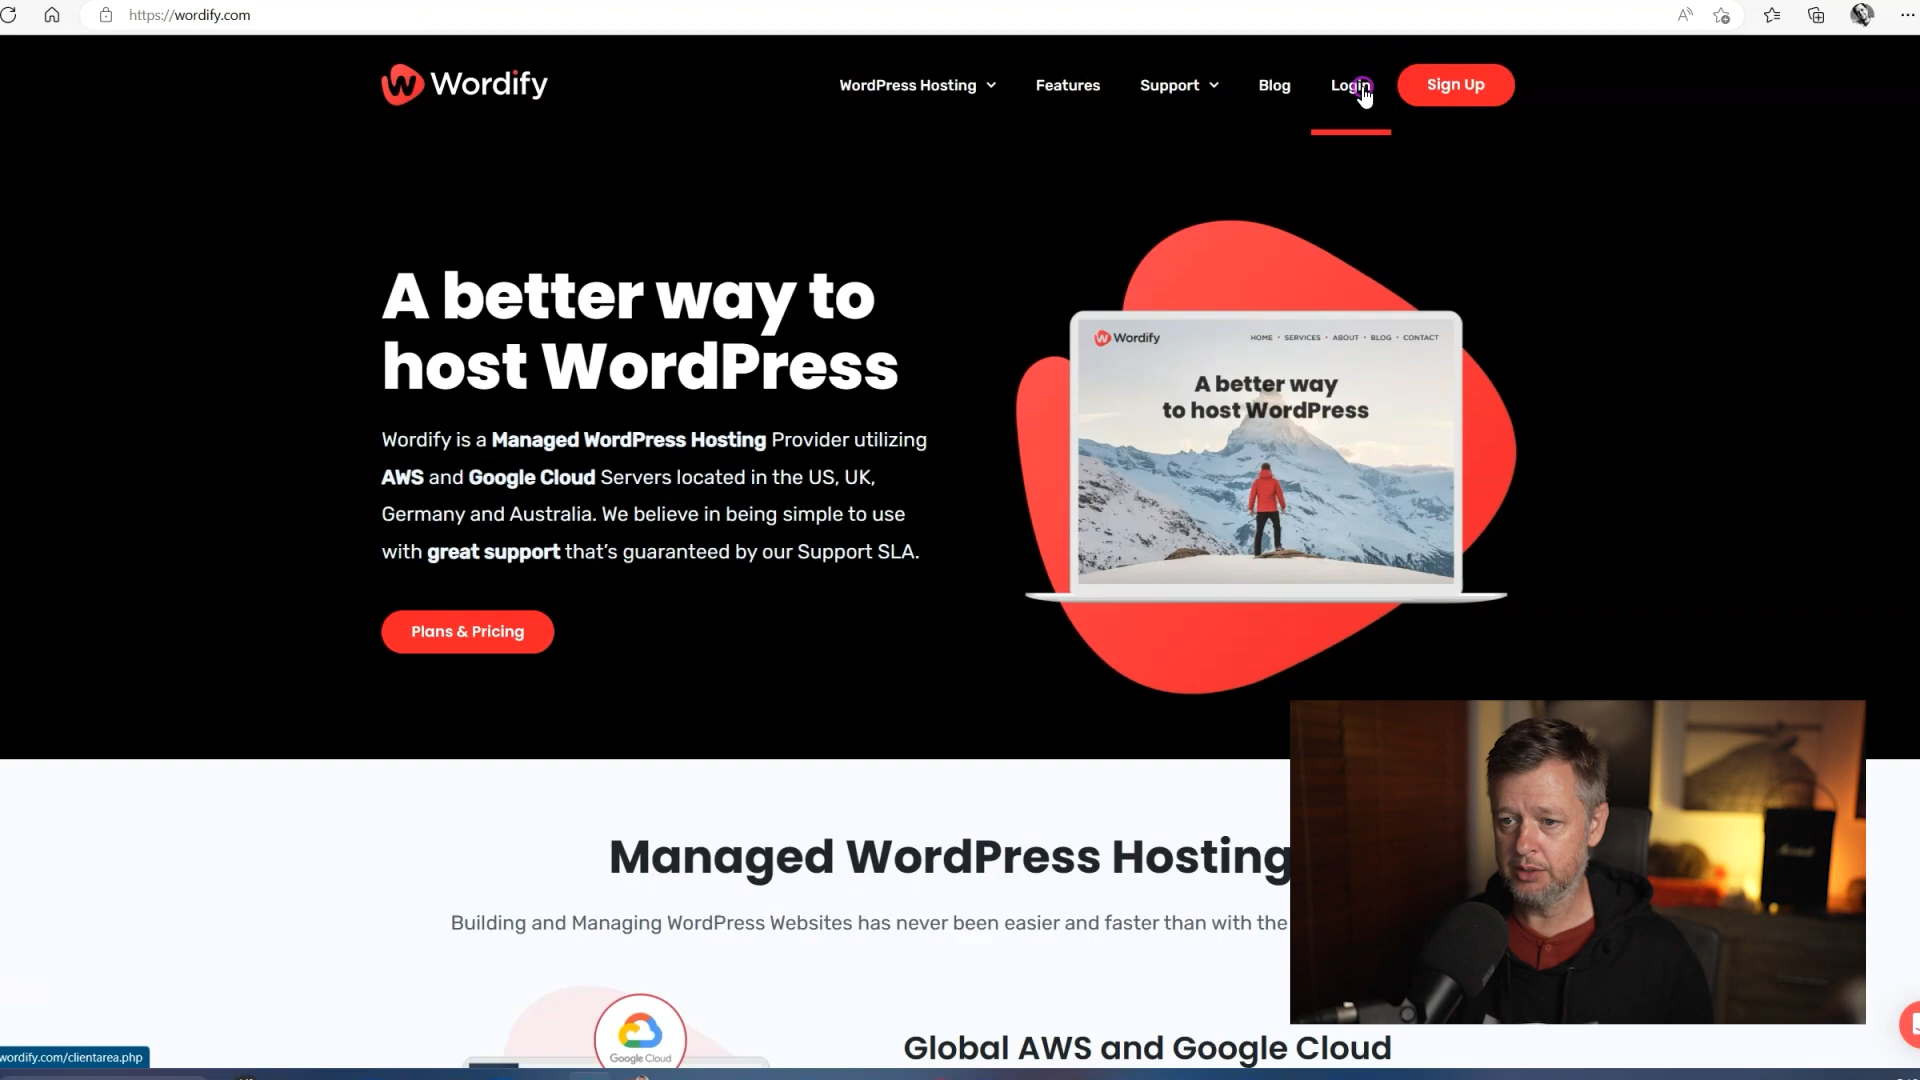 https://wordify.com
Wordify
WordPress Hosting
Features
Support
Blog
Login
Sign Up
A better way to
host WordPress
Wordify is a Managed WordPress Hosting Provider utilizing
AWS and Google Cloud Servers located in the US, UK,
Germany and Australia. We believe in being simple to use
with great support that's guaranteed by our Support SLA.
Plans & Pricing
Wordify
HOME • SERVICES • ABOUT • BLOG • CONTACT
A better way
to host WordPress
Managed WordPress Hosting
Building and Managing WordPress Websites has never been easier and faster than with the
Google Cloud
Global AWS and Google Cloud
wordify.com/clientarea.php